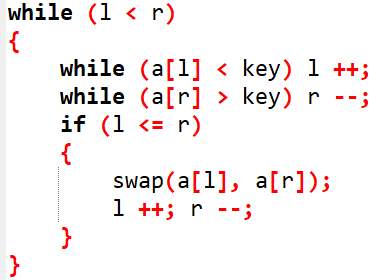 while (l < r)
{
    while (a[l] < key) l ++;
    while (a[r] > key) r --;
    if (l <= r)
    {
        swap(a[l], a[r]);
        l ++; r --;
    }
}